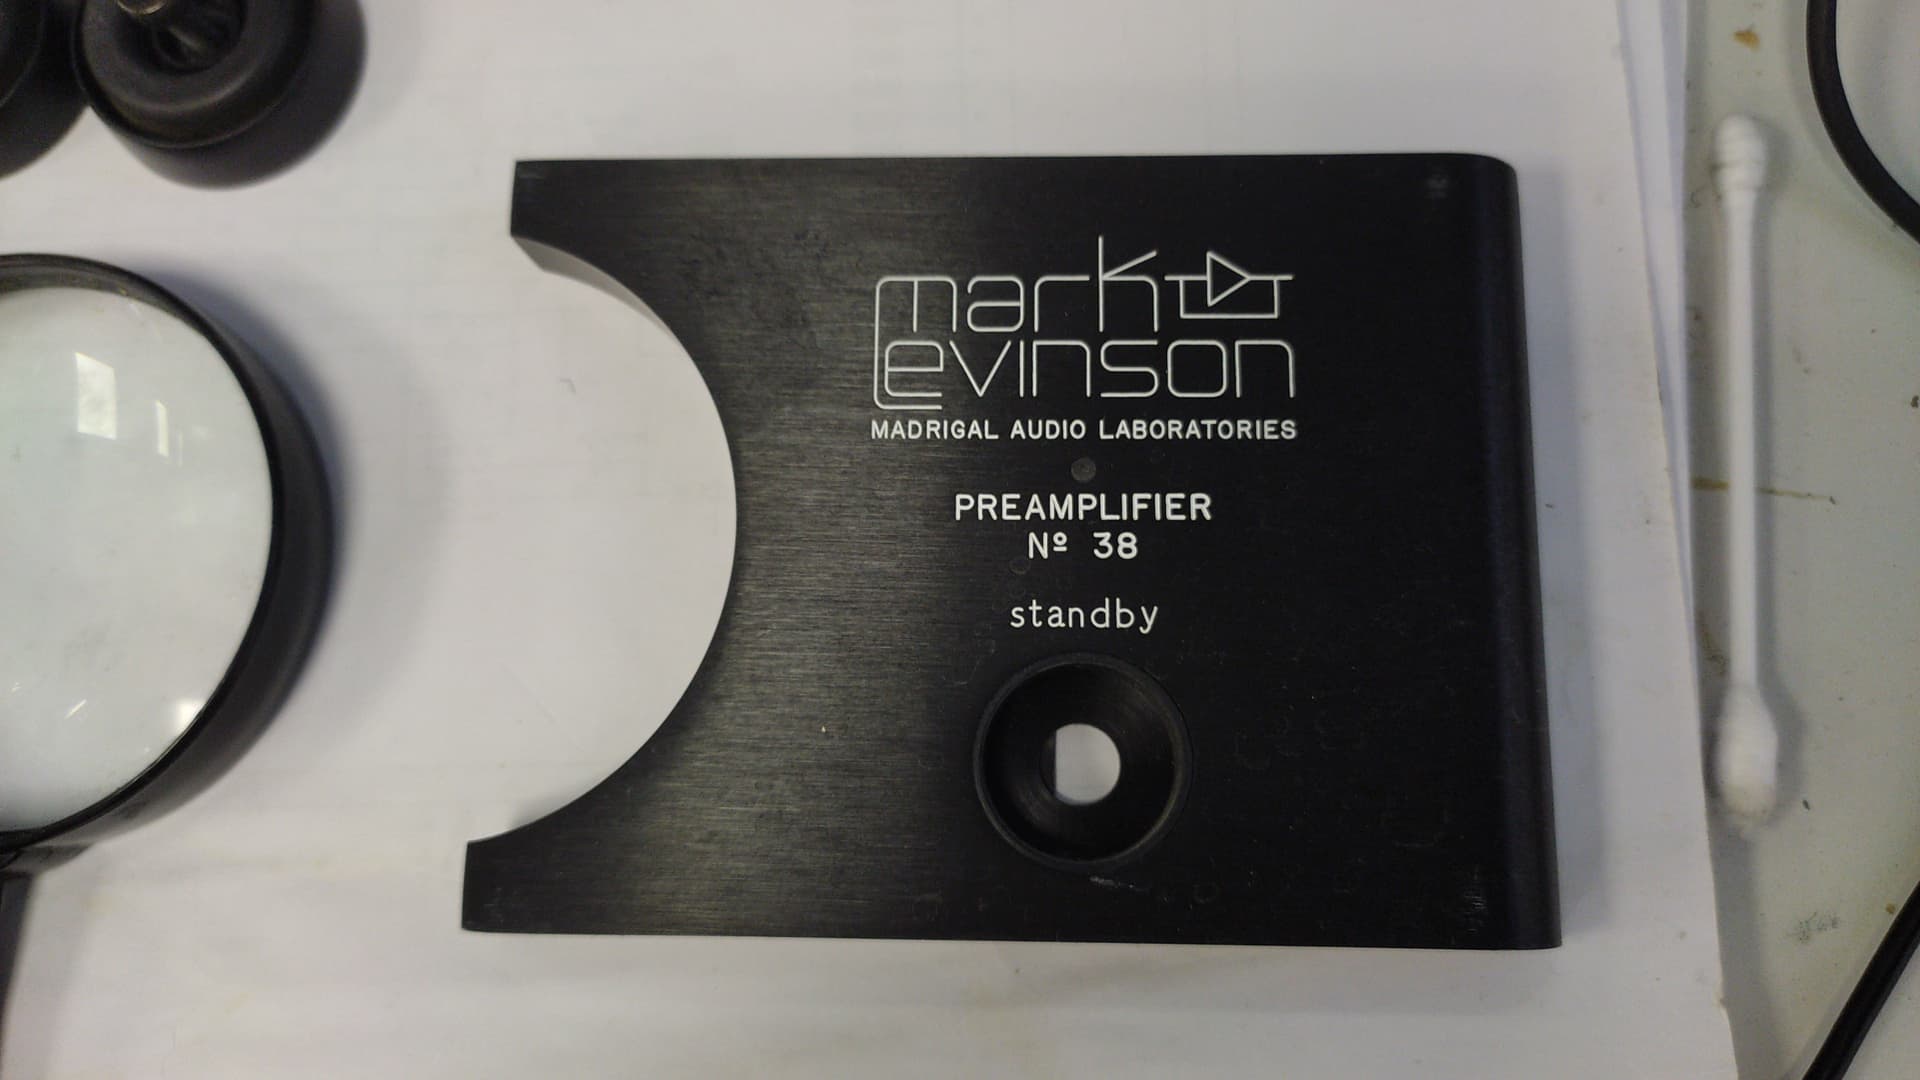 mark
levinson
MADRIGAL AUDIO LABORATORIES
PREAMPLIFIER
Nº 38
standby